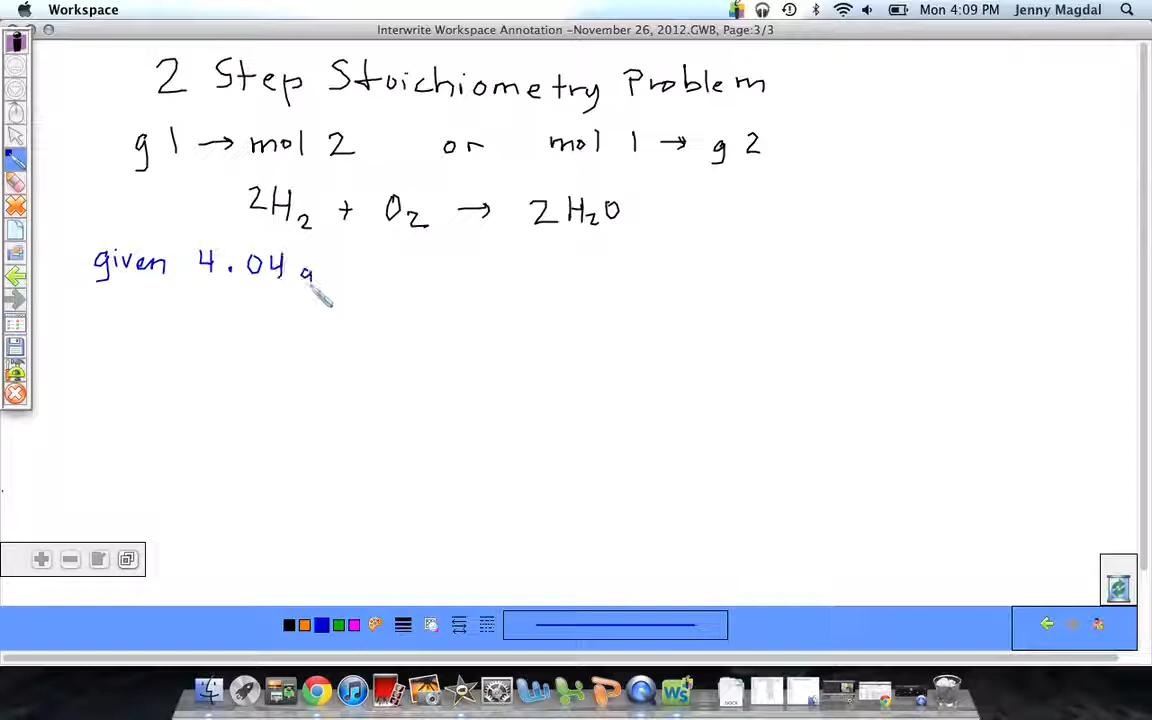 Workspace
Mon 4:09 PM Jenny Magdal
Interwrite Workspace Annotation –November 26, 2012.GWB, Page:3/3
2 Step Stoichiometry Problem
g 1 → mol 2 or mol 1 → g 2
2H₂ + O₂ → 2H₂O
given 4.04 g